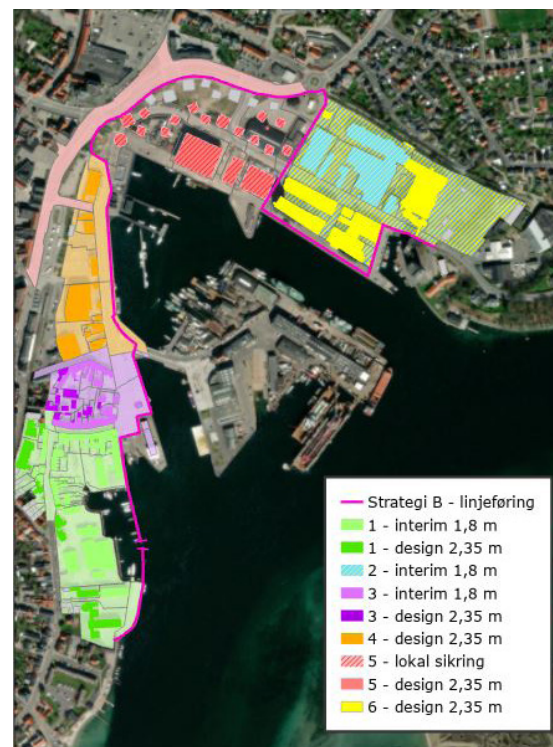 Strategi B - linjeføring
1 - interim 1,8 m
1 - design 2,35 m
2 - interim 1,8 m
3 - interim 1,8 m
3 - design 2,35 m
4 - design 2,35 m
5 - lokal sikring
5 - design 2,35 m
6 - design 2,35 m